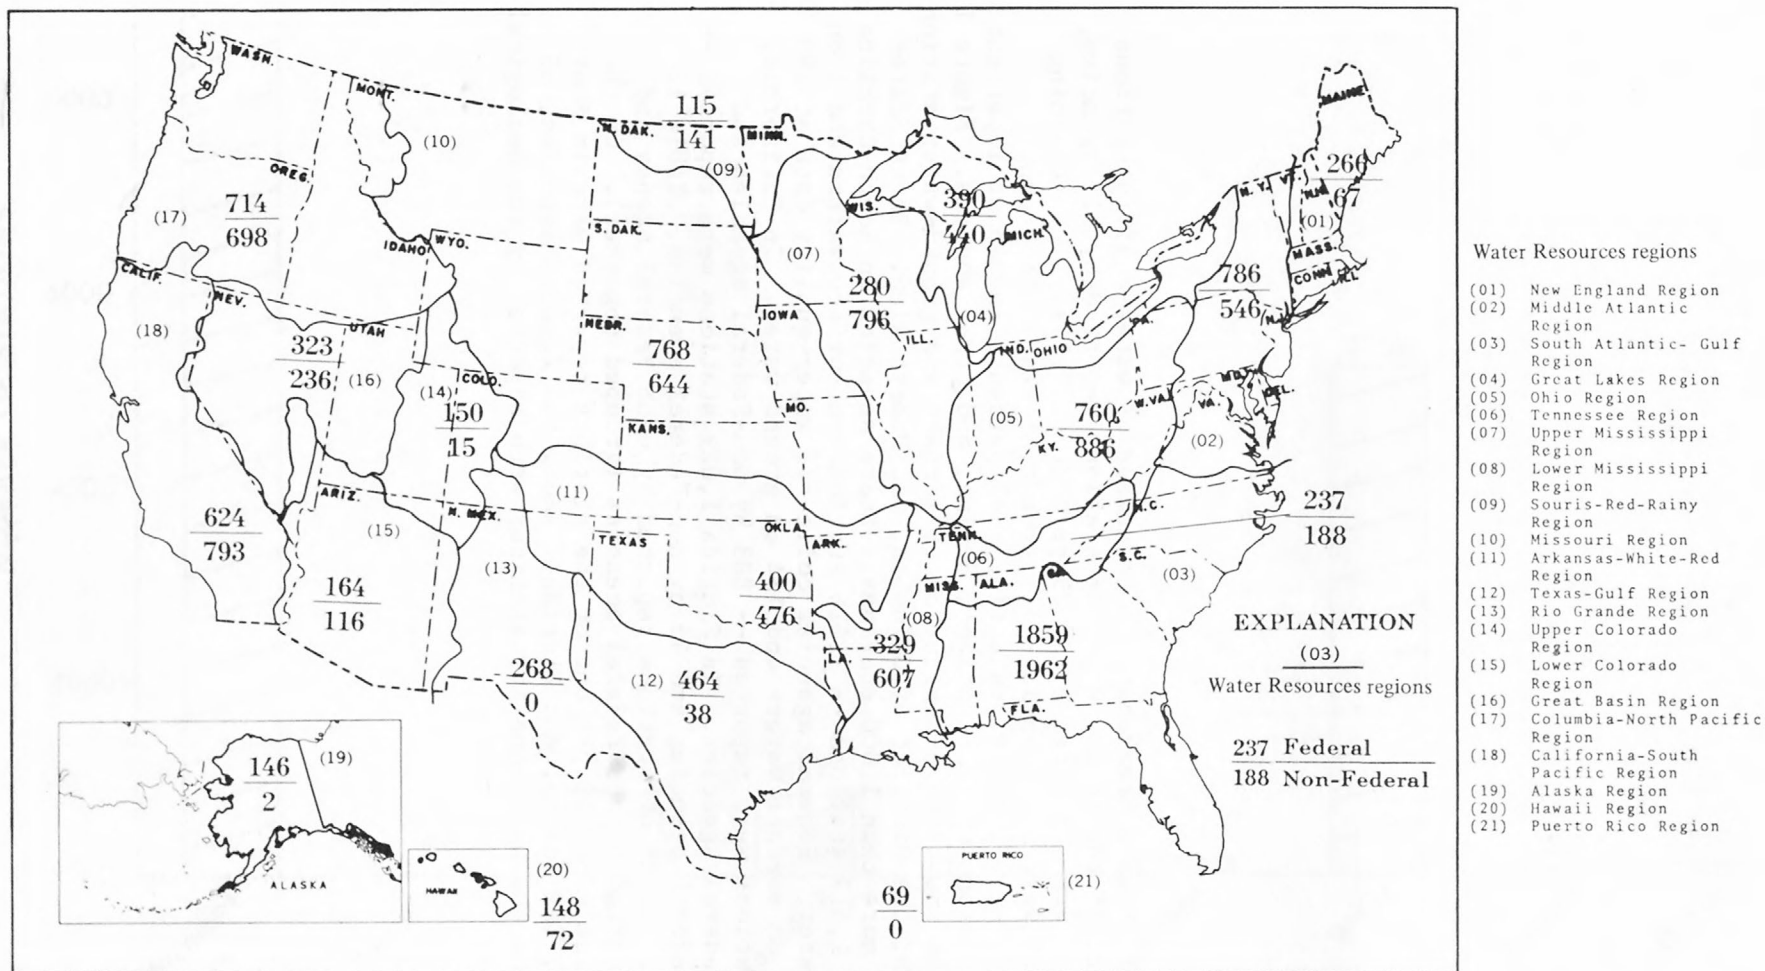 WASH.
MONT.
(10)
115
141
N. DAK.
MINN.
(09)
MAINE
OREG.
(17)
714
698
IDAHO
WYO.
S. DAK.
(07)
WIS.
390
440
MICH.
N. Y.
VT.
N.H.
266
67
(01)
MASS.
CONN.
R.I.
CALIF.
NEV.
(18)
UTAH
323
236
(16)
NEBR.
IOWA
280
796
ILL.
(04)
IND.
OHIO
PA.
786
546
N.J.
768
644
(14)
COLO.
150
15
KANS.
MO.
(05)
KY.
760
886
W.VA.
VA.
MD.
DEL.
(02)
ARIZ.
(15)
N. MEX.
(11)
OKLA.
TEXAS
ARK.
TENN.
(06)
N.C.
237
188
624
793
164
116
(13)
400
476
MISS.
ALA.
GA.
S.C.
(03)
(08)
LA.
329
607
1859
1962
FLA.
268
0
(12)
464
38
EXPLANATION
(03)
Water Resources regions
237 Federal
188 Non-Federal
146
2
(19)
ALASKA
HAWAII
(20)
148
72
69
0
PUERTO RICO
(21)
Water Resources regions
(01) New England Region
(02) Middle Atlantic
Region
(03) South Atlantic- Gulf
Region
(04) Great Lakes Region
(05) Ohio Region
(06) Tennessee Region
(07) Upper Mississippi
Region
(08) Lower Mississippi
Region
(09) Souris-Red-Rainy
Region
(10) Missouri Region
(11) Arkansas-White-Red
Region
(12) Texas-Gulf Region
(13) Rio Grande Region
(14) Upper Colorado
Region
(15) Lower Colorado
Region
(16) Great Basin Region
(17) Columbia-North Pacific
Region
(18) California-South
Pacific Region
(19) Alaska Region
(20) Hawaii Region
(21) Puerto Rico Region